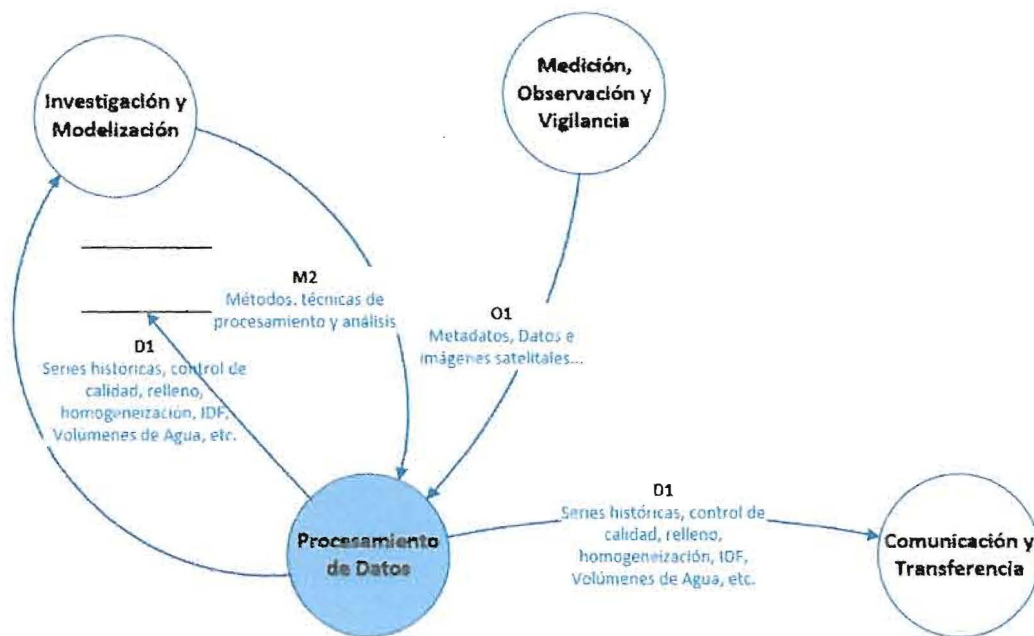 Investigación y
Modelización
Medición,
Observación y
Vigilancia
M2
Métodos, técnicas de
procesamiento y análisis
O1
Metadatos, Datos e
imágenes satelitales...
D1
Series históricas, control de
calidad, relleno,
homogeneización, IDF,
Volúmenes de Agua, etc.
D1
Series históricas, control de
calidad, relleno,
homogeneización, IDF,
Volúmenes de Agua, etc.
Procesamiento
de Datos
Comunicación y
Transferencia